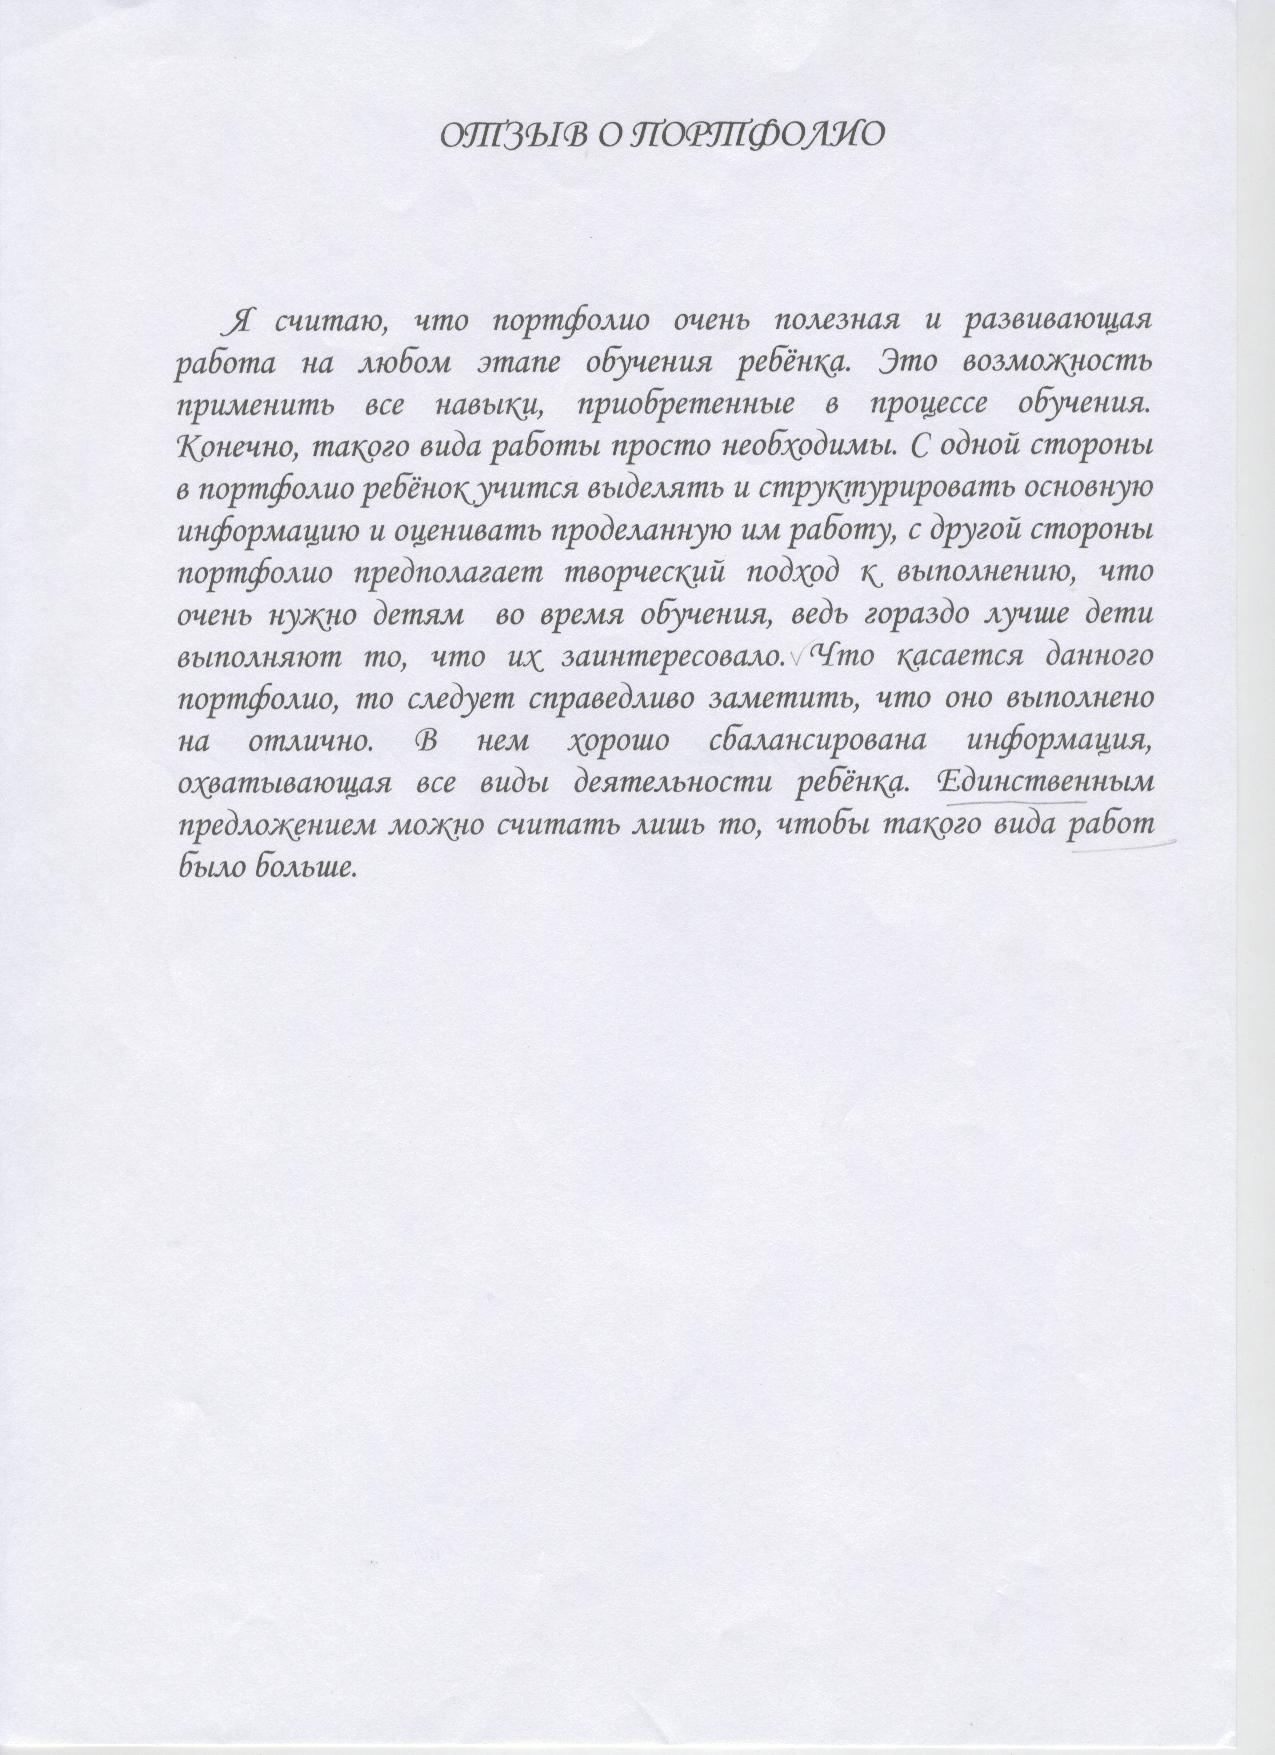 ОТЗЫВ О ПОРТФОЛИО
Я считаю, что портфолио очень полезная и развивающая
работа на любом этапе обучения ребёнка. Это возможность
применить все навыки, приобретенные в процессе обучения.
Конечно, такого вида работы просто необходимы. С одной стороны
в портфолио ребёнок учится выделять и структурировать основную
информацию и оценивать проделанную им работу, с другой стороны
портфолио предполагает творческий подход к выполнению, что
очень нужно детям во время обучения, ведь гораздо лучше дети
выполняют то, что их заинтересовало. Что касается данного
портфолио, то следует справедливо заметить, что оно выполнено
на отлично. В нем хорошо сбалансирована информация,
охватывающая все виды деятельности ребёнка. Единственным
предложением можно считать лишь то, чтобы такого вида работ
было больше.